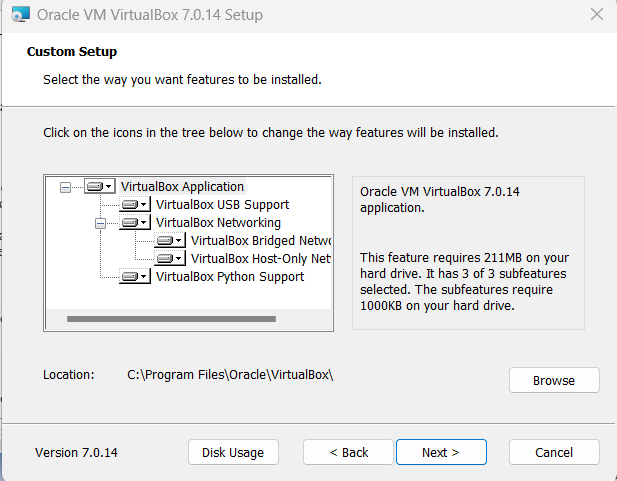 Oracle VM VirtualBox 7.0.14 Setup
Custom Setup
Select the way you want features to be installed.
Click on the icons in the tree below to change the way features will be installed.
VirtualBox Application
VirtualBox USB Support
VirtualBox Networking
VirtualBox Bridged Netw
VirtualBox Host-Only Net
VirtualBox Python Support
Oracle VM VirtualBox 7.0.14
application.
This feature requires 211MB on your
hard drive. It has 3 of 3 subfeatures
selected. The subfeatures require
1000KB on your hard drive.
Location: C:\Program Files\Oracle\VirtualBox\
Browse
Version 7.0.14 Disk Usage < Back Next > Cancel